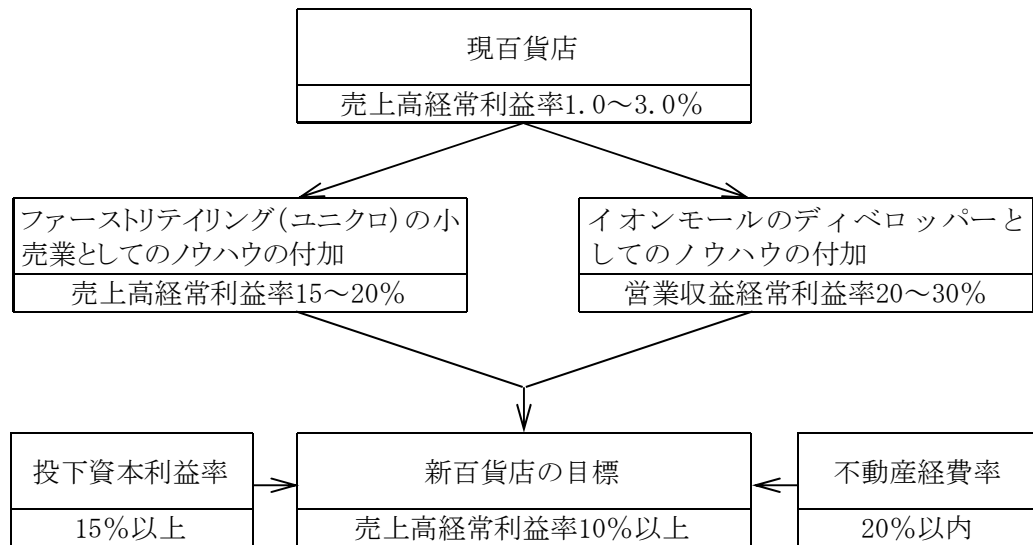 現百貨店
売上高経常利益率1.0～3.0%
ファーストリテイリング(ユニクロ)の小
売業としてのノウハウの付加
売上高経常利益率15～20%
イオンモールのディベロッパーと
してのノウハウの付加
営業収益経常利益率20～30%
投下資本利益率
15%以上
新百貨店の目標
売上高経常利益率10%以上
不動産経費率
20%以内